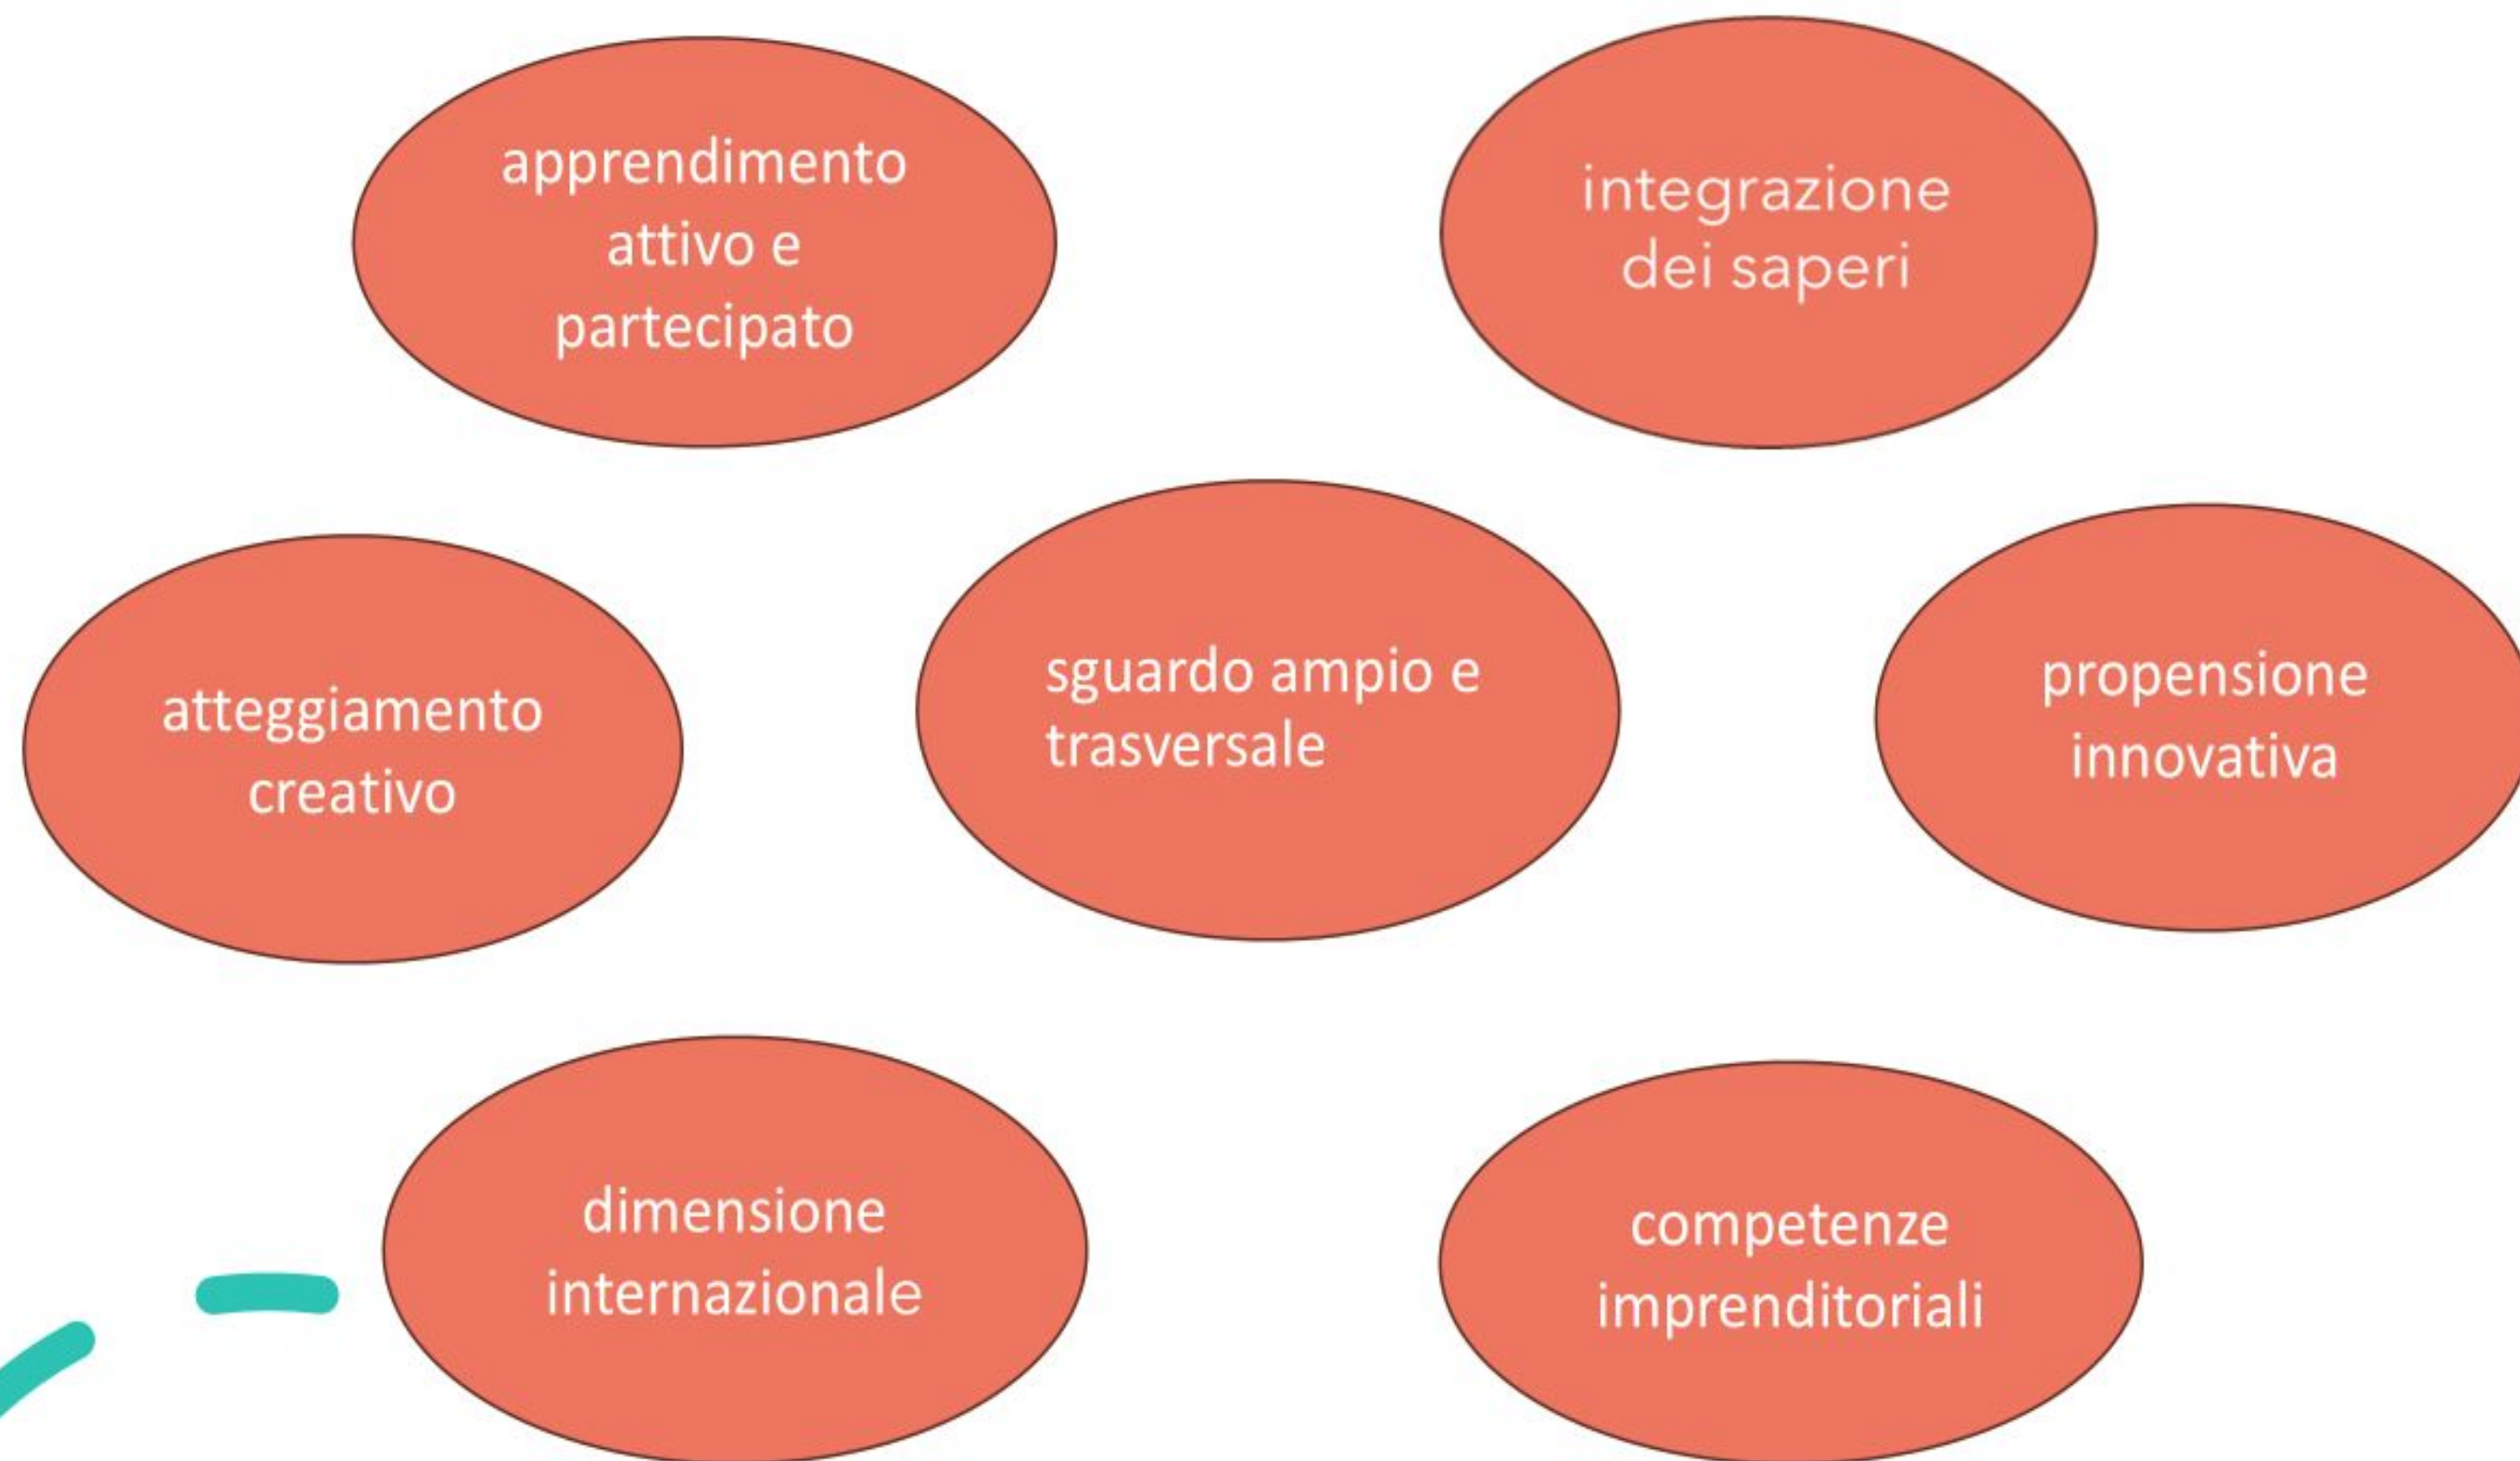 apprendimento
attivo e
partecipato
integrazione
dei saperi
atteggiamento
creativo
sguardo ampio e
trasversale
propensione
innovativa
dimensione
internazionale
competenze
imprenditoriali